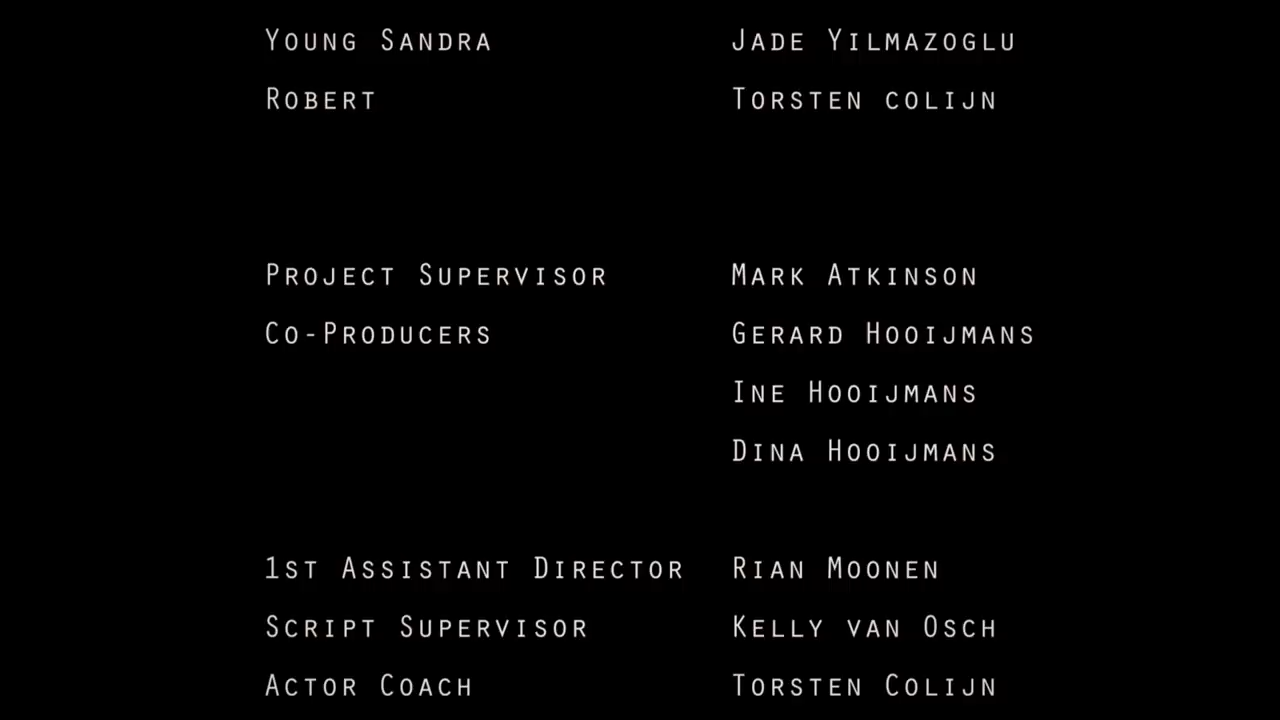 Young Sandra Jade Yilmazoglu
Robert Torsten colijn
Project Supervisor Mark Atkinson
Co-Producers Gerard Hooijmans
Ine Hooijmans
Dina Hooijmans
1st Assistant Director Rian Moonen
Script Supervisor Kelly van Osch
Actor Coach Torsten Colijn